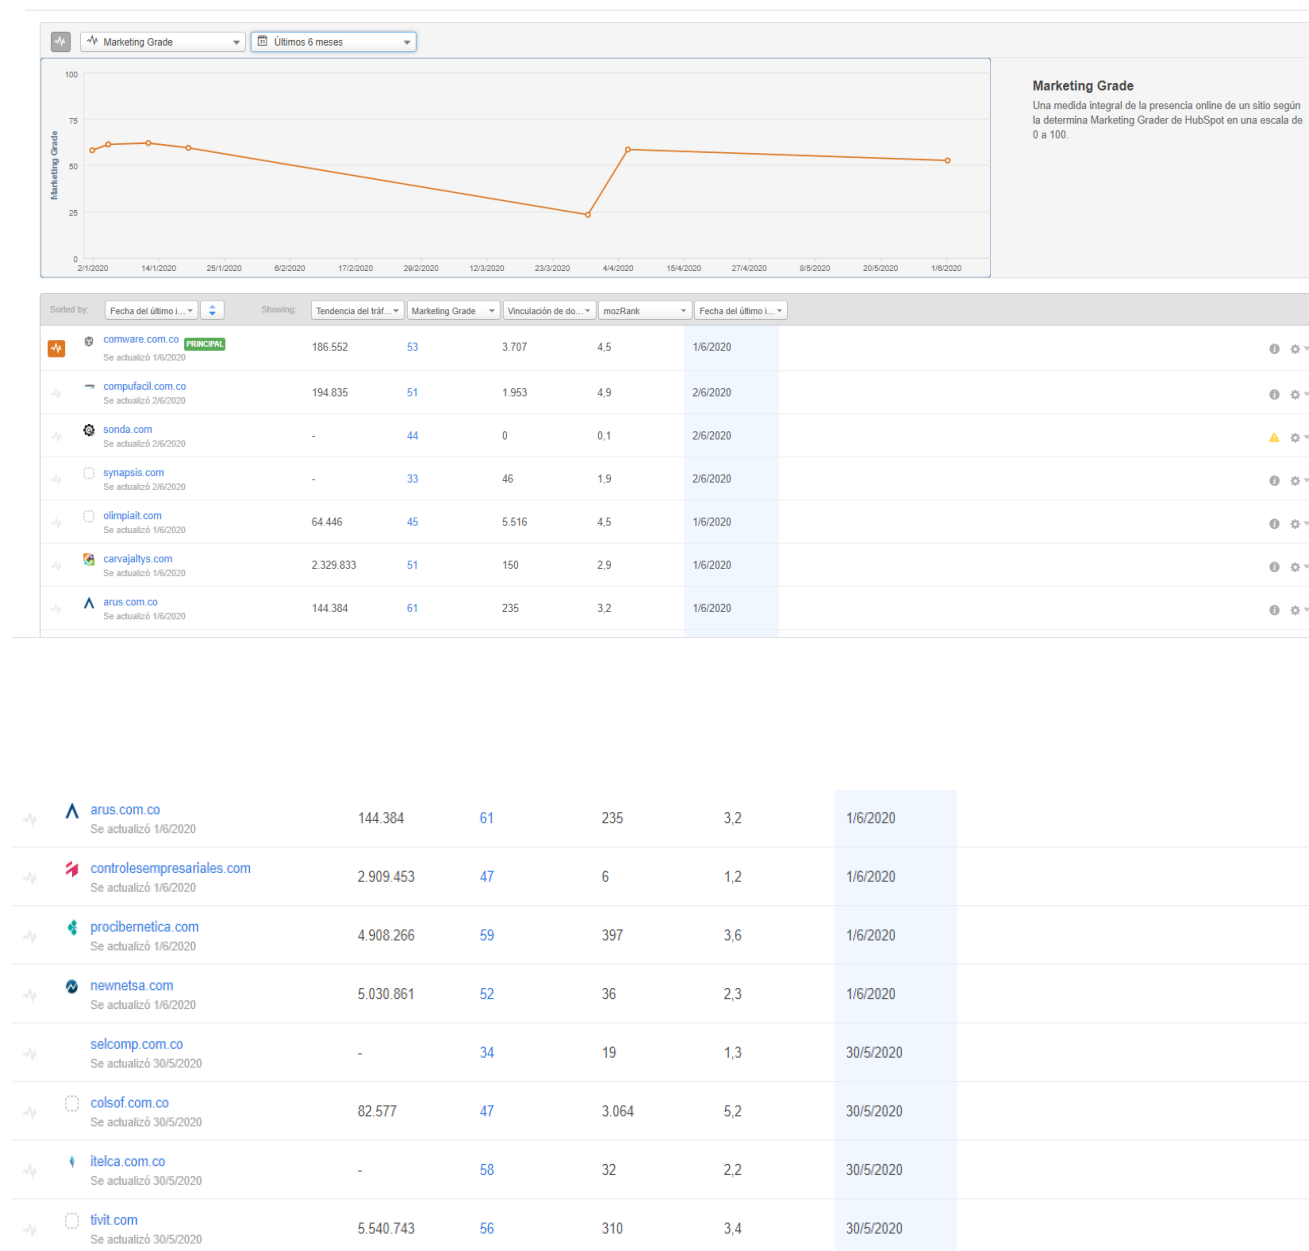 Marketing Grade
Últimos 6 meses
Marketing Grade
100
75
50
25
0
2/1/2020 14/1/2020 25/1/2020 6/2/2020 17/2/2020 29/2/2020 12/3/2020 23/3/2020 4/4/2020 15/4/2020 27/4/2020 8/5/2020 20/5/2020 1/6/2020
Marketing Grade
Una medida integral de la presencia online de un sitio según
la determina Marketing Grader de HubSpot en una escala de
0 a 100.
Sorted by: Fecha del último i... Showing: Tendencia del tráf... Marketing Grade Vinculación de do... mozRank Fecha del último i...
comware.com.co PRINCIPAL 186.552 53 3.707 4,5 1/6/2020
Se actualizó 1/6/2020
compufacil.com.co 194.835 51 1.953 4,9 2/6/2020
Se actualizó 2/6/2020
sonda.com - 44 0 0,1 2/6/2020
Se actualizó 2/6/2020
synapsis.com - 33 46 1,9 2/6/2020
Se actualizó 2/6/2020
olimpiait.com 64.446 45 5.516 4,5 1/6/2020
Se actualizó 1/6/2020
carvajaltys.com 2.329.833 51 150 2,9 1/6/2020
Se actualizó 1/6/2020
arus.com.co 144.384 61 235 3,2 1/6/2020
Se actualizó 1/6/2020
arus.com.co 144.384 61 235 3,2 1/6/2020
Se actualizó 1/6/2020
controlesempresariales.com 2.909.453 47 6 1,2 1/6/2020
Se actualizó 1/6/2020
procibernetica.com 4.908.266 59 397 3,6 1/6/2020
Se actualizó 1/6/2020
newnetsa.com 5.030.861 52 36 2,3 1/6/2020
Se actualizó 1/6/2020
selcomp.com.co - 34 19 1,3 30/5/2020
Se actualizó 30/5/2020
colsof.com.co 82.577 47 3.064 5,2 30/5/2020
Se actualizó 30/5/2020
itelca.com.co - 58 32 2,2 30/5/2020
Se actualizó 30/5/2020
tivit.com 5.540.743 56 310 3,4 30/5/2020
Se actualizó 30/5/2020